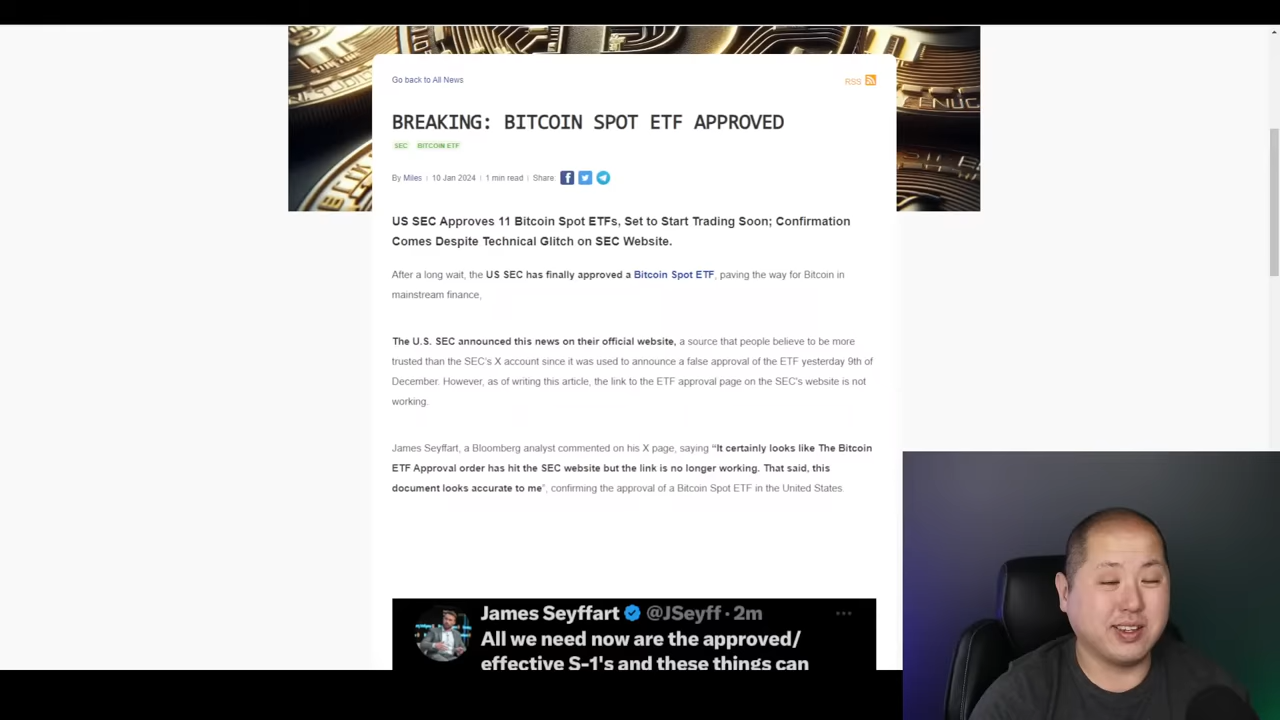 Go back to All News
RSS
BREAKING: BITCOIN SPOT ETF APPROVED
SEC BITCOIN ETF
By Miles | 10 Jan 2024 | 1 min read | Share:
US SEC Approves 11 Bitcoin Spot ETFs, Set to Start Trading Soon; Confirmation
Comes Despite Technical Glitch on SEC Website.
After a long wait, the US SEC has finally approved a Bitcoin Spot ETF, paving the way for Bitcoin in
mainstream finance,
The U.S. SEC announced this news on their official website, a source that people believe to be more
trusted than the SEC's X account since it was used to announce a false approval of the ETF yesterday 9th of
December. However, as of writing this article, the link to the ETF approval page on the SEC's website is not
working.
James Seyffart, a Bloomberg analyst commented on his X page, saying “It certainly looks like The Bitcoin
ETF Approval order has hit the SEC website but the link is no longer working. That said, this
document looks accurate to me”, confirming the approval of a Bitcoin Spot ETF in the United States.
James Seyffart @JSeyff · 2m
All we need now are the approved/
effective S-1's and these things can